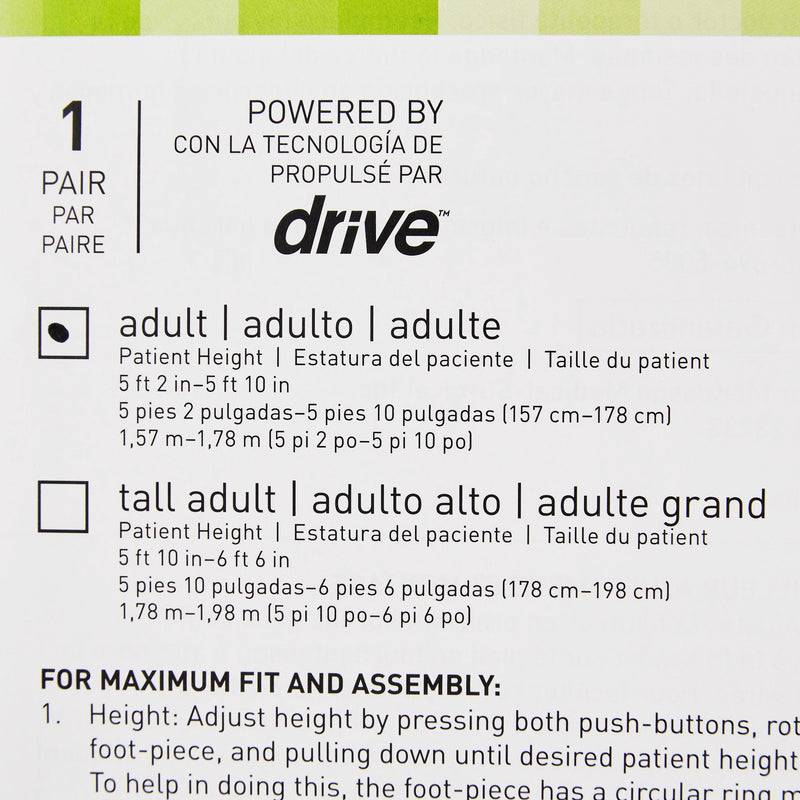 1
PAIR
PAR
PAIRE
POWERED BY
CON LA TECNOLOGÍA DE
PROPULSÉ PAR
drive™
adult | adulto | adulte
Patient Height | Estatura del paciente | Taille du patient
5 ft 2 in–5 ft 10 in
5 pies 2 pulgadas–5 pies 10 pulgadas (157 cm–178 cm)
1,57 m–1,78 m (5 pi 2 po–5 pi 10 po)
tall adult | adulto alto | adulte grand
Patient Height | Estatura del paciente | Taille du patient
5 ft 10 in–6 ft 6 in
5 pies 10 pulgadas–6 pies 6 pulgadas (178 cm–198 cm)
1,78 m–1,98 m (5 pi 10 po–6 pi 6 po)
FOR MAXIMUM FIT AND ASSEMBLY:
1. Height: Adjust height by pressing both push-buttons, rot
foot-piece, and pulling down until desired patient height
To help in doing this, the foot-piece has a circular ring m